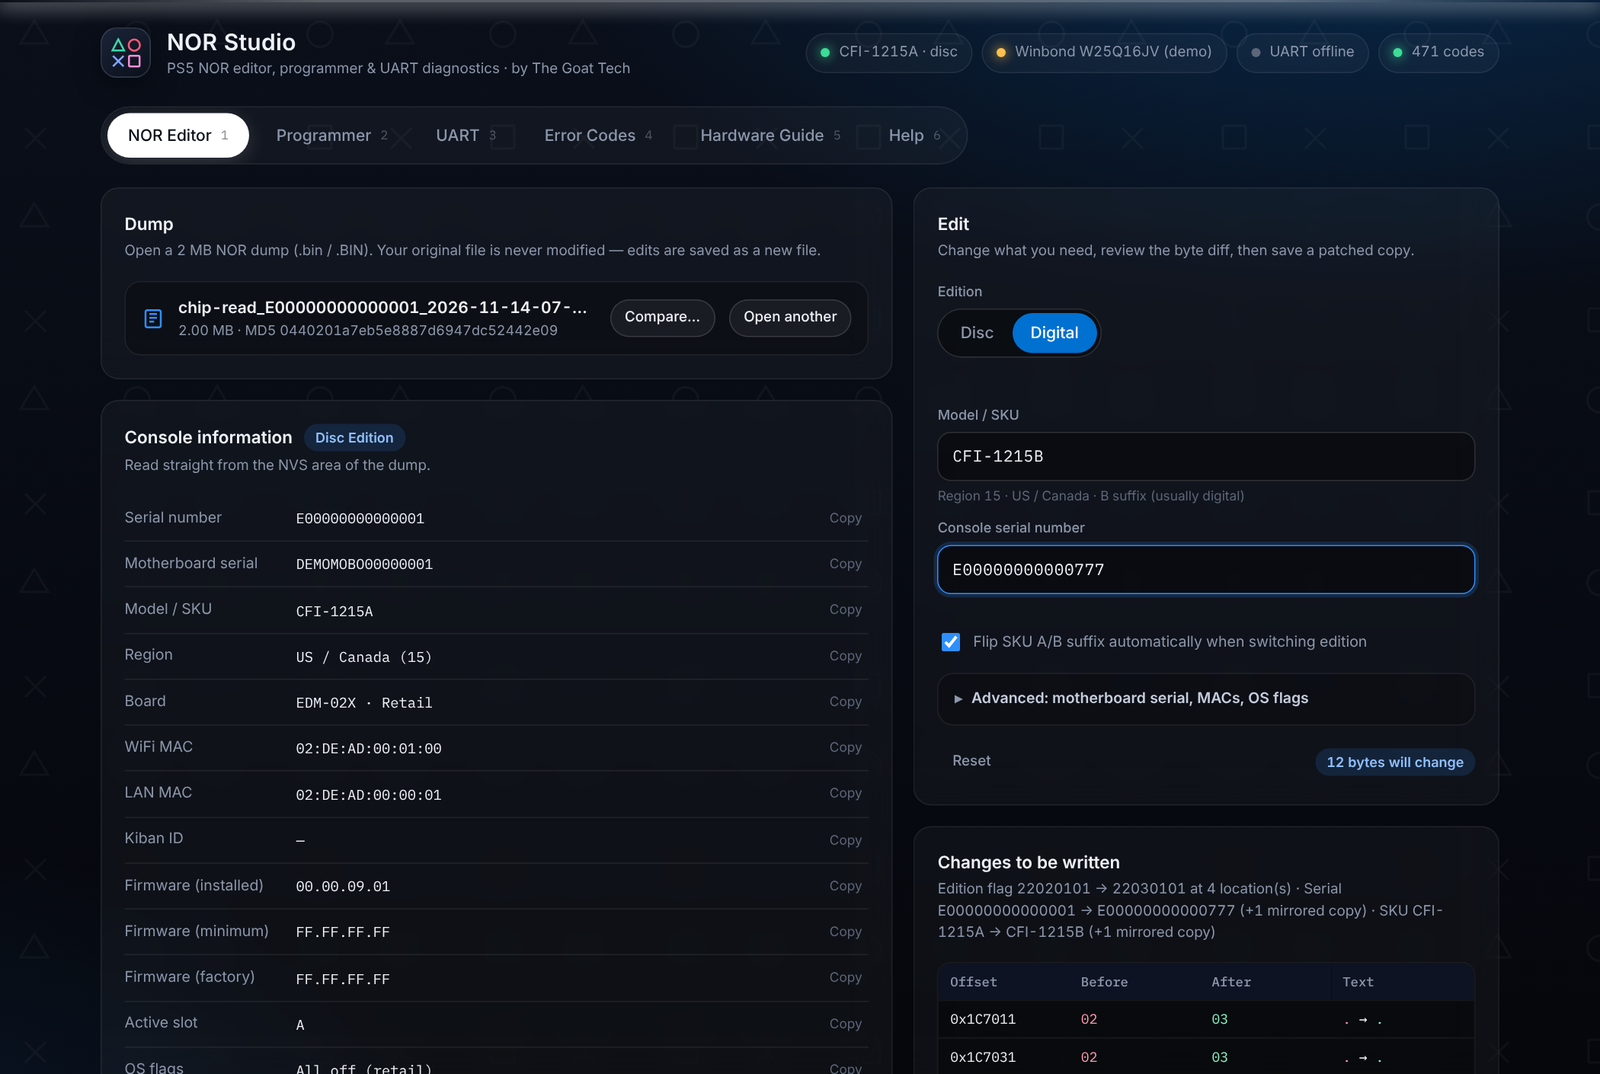 NOR Studio
PS5 NOR editor, programmer & UART diagnostics · by The Goat Tech
CFI-1215A · disc
Winbond W25Q16JV (demo)
UART offline
471 codes
NOR Editor 1
Programmer 2
UART 3
Error Codes 4
Hardware Guide 5
Help 6
Dump
Open a 2 MB NOR dump (.bin / .BIN). Your original file is never modified — edits are saved as a new file.
chip-read_E00000000000001_2026-11-14-07-...
2.00 MB · MD5 0440201a7eb5e8887d6947dc52442e09
Compare...
Open another
Console information
Disc Edition
Read straight from the NVS area of the dump.
Serial number E00000000000001 Copy
Motherboard serial DEMOMOBO00000001 Copy
Model / SKU CFI-1215A Copy
Region US / Canada (15) Copy
Board EDM-02X · Retail Copy
WiFi MAC 02:DE:AD:00:01:00 Copy
LAN MAC 02:DE:AD:00:00:01 Copy
Kiban ID — Copy
Firmware (installed) 00.00.09.01 Copy
Firmware (minimum) FF.FF.FF.FF Copy
Firmware (factory) FF.FF.FF.FF Copy
Active slot A Copy
OS flags All off (retail) Copy
Edit
Change what you need, review the byte diff, then save a patched copy.
Edition
Disc
Digital
Model / SKU
CFI-1215B
Region 15 · US / Canada · B suffix (usually digital)
Console serial number
E00000000000777
Flip SKU A/B suffix automatically when switching edition
Advanced: motherboard serial, MACs, OS flags
Reset
12 bytes will change
Changes to be written
Edition flag 22020101 → 22030101 at 4 location(s) · Serial
E00000000000001 → E00000000000777 (+1 mirrored copy) · SKU CFI-
1215A → CFI-1215B (+1 mirrored copy)
Offset Before After Text
0x1C7011 02 03 . → .
0x1C7031 02 03 . → .